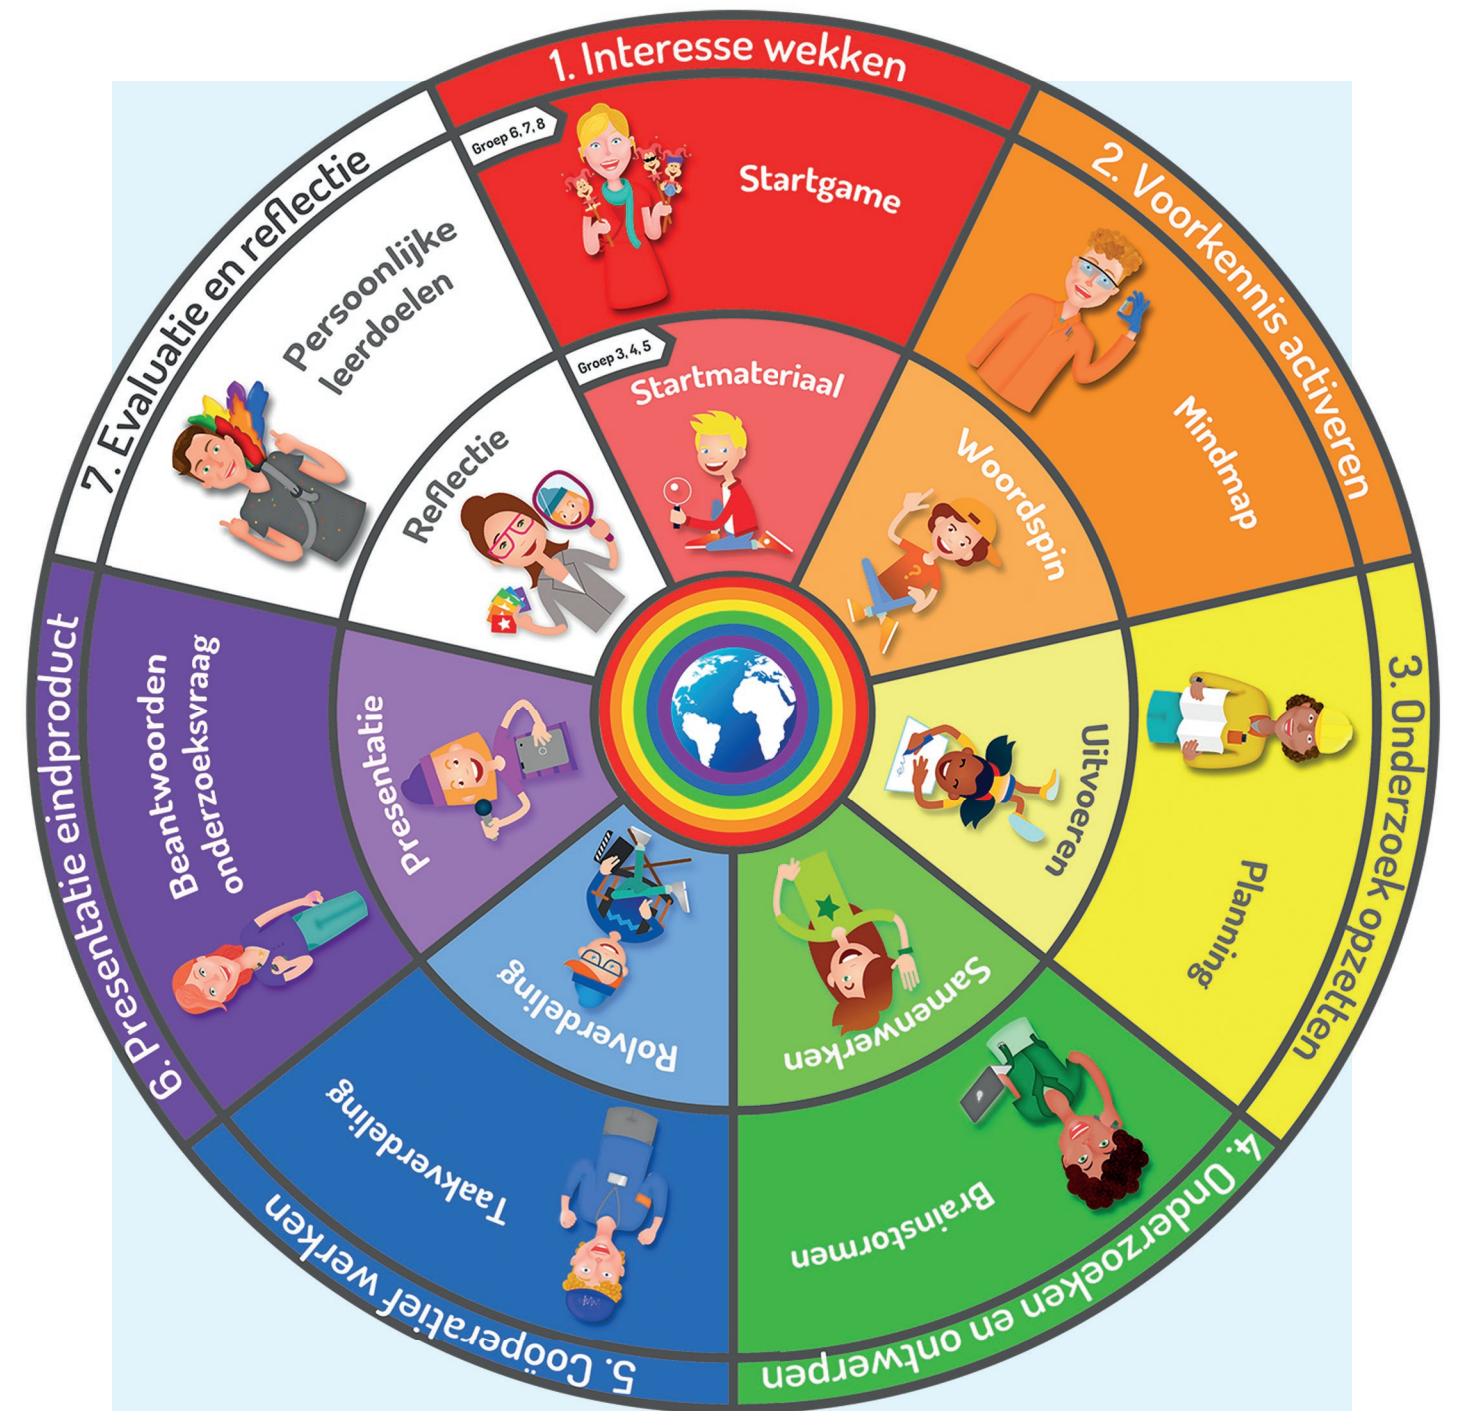 1. Interesse wekken
Groep 6, 7, 8
Startgame
Groep 3, 4, 5
Startmateriaal
2. Voorkennis activeren
Mindmap
Woordspin
3. Onderzoek opzetten
Planning
Uitvoeren
4. Onderzoeken en ontwerpen
Brainstormen
Samenwerken
5. Coöperatief werken
Taakverdeling
Rolverdeling
6. Presentatie eindproduct
Beantwoorden
onderzoeksvraag
Presentatie
7. Evaluatie en reflectie
Persoonlijke
leerdoelen
Reflectie